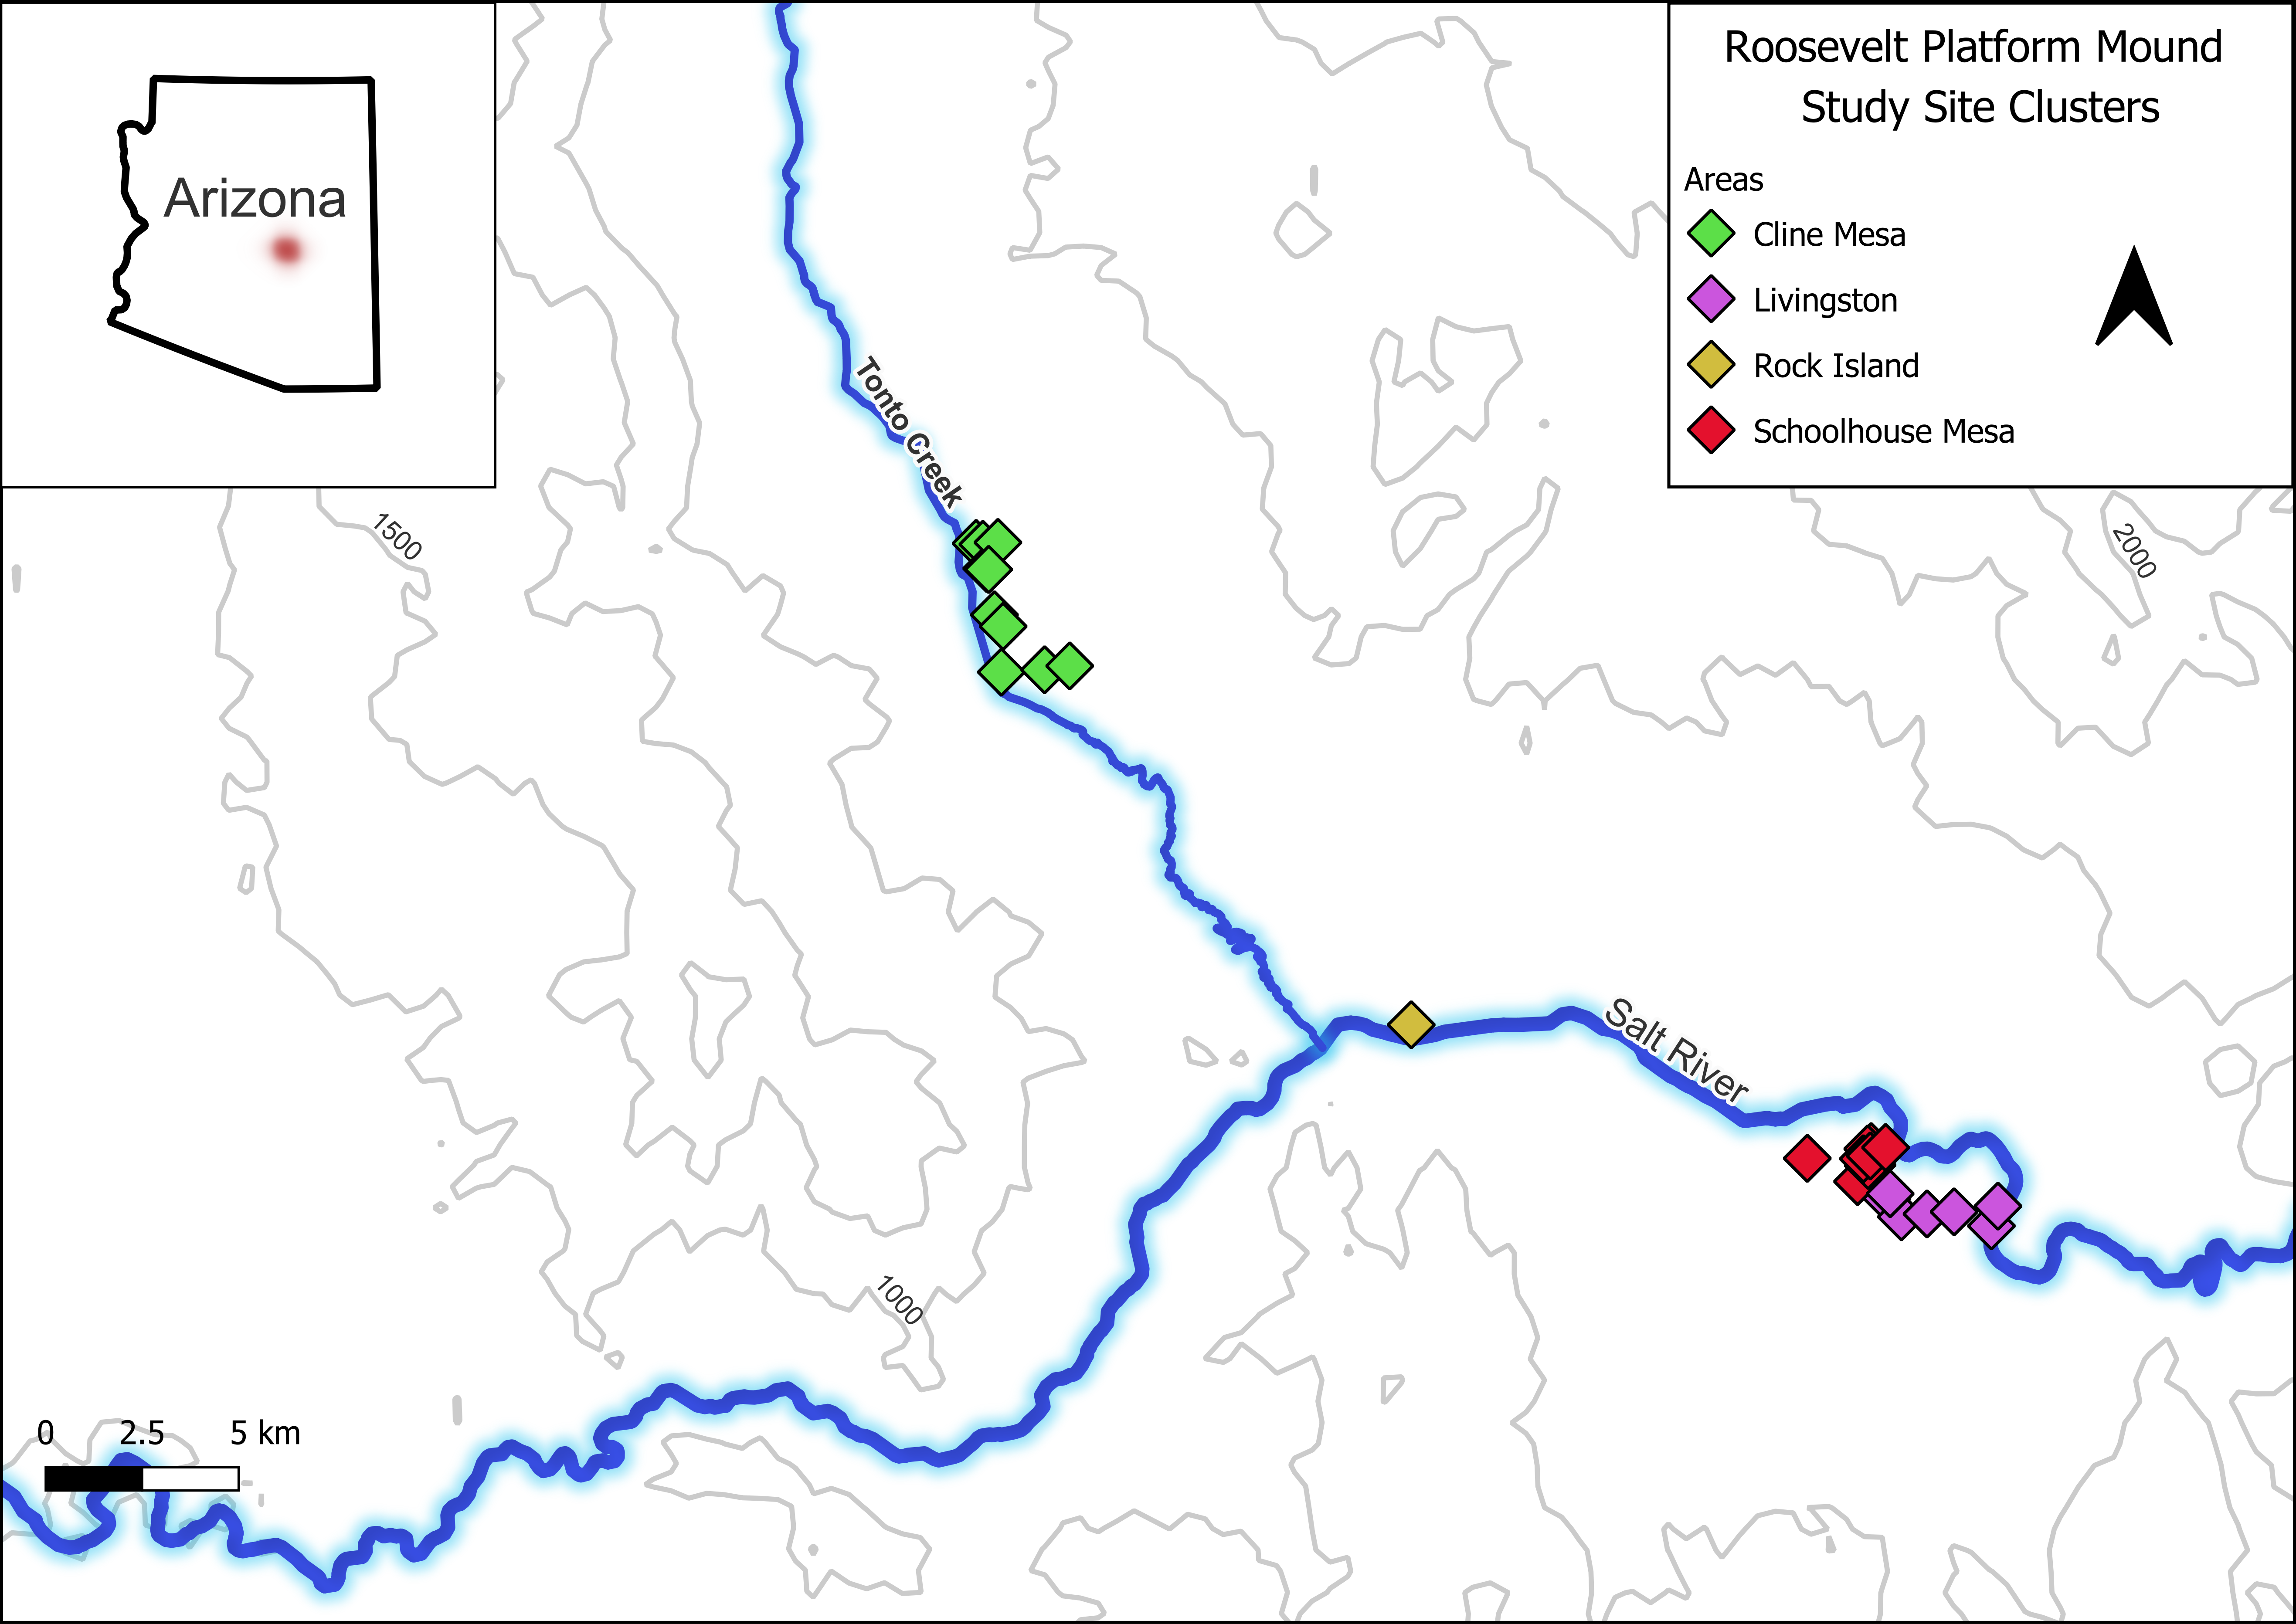 Arizona
Roosevelt Platform Mound
Study Site Clusters
Areas
Cline Mesa
Livingston
Rock Island
Schoolhouse Mesa
Tonto Creek
1500
2000
Salt River
1000
0 2.5 5 km